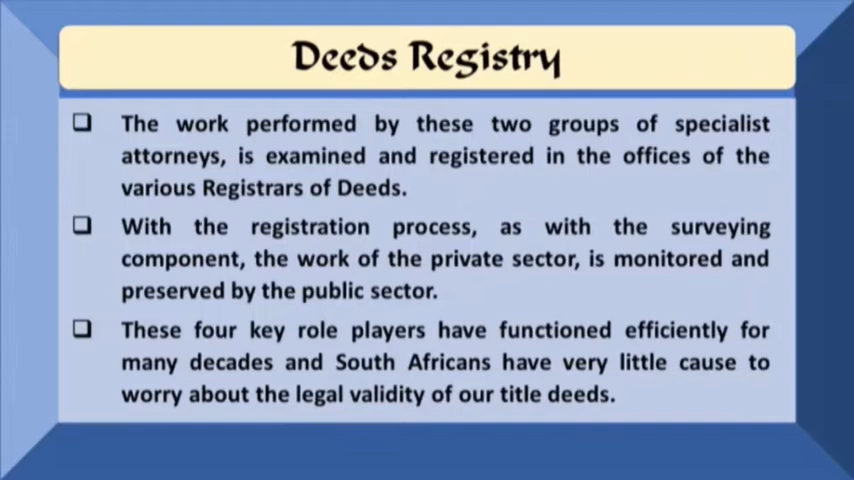 Deeds Registry
❑ The work performed by these two groups of specialist
attorneys, is examined and registered in the offices of the
various Registrars of Deeds.
❑ With the registration process, as with the surveying
component, the work of the private sector, is monitored and
preserved by the public sector.
❑ These four key role players have functioned efficiently for
many decades and South Africans have very little cause to
worry about the legal validity of our title deeds.